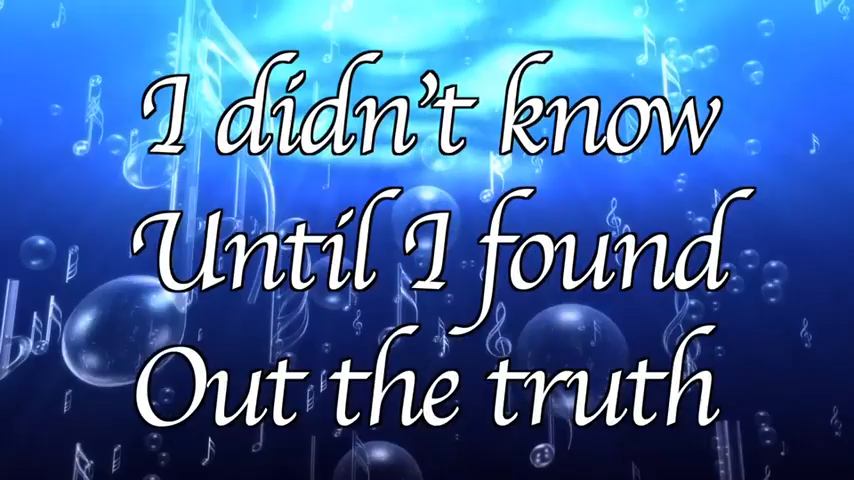 I didn't know
Until I found
Out the truth